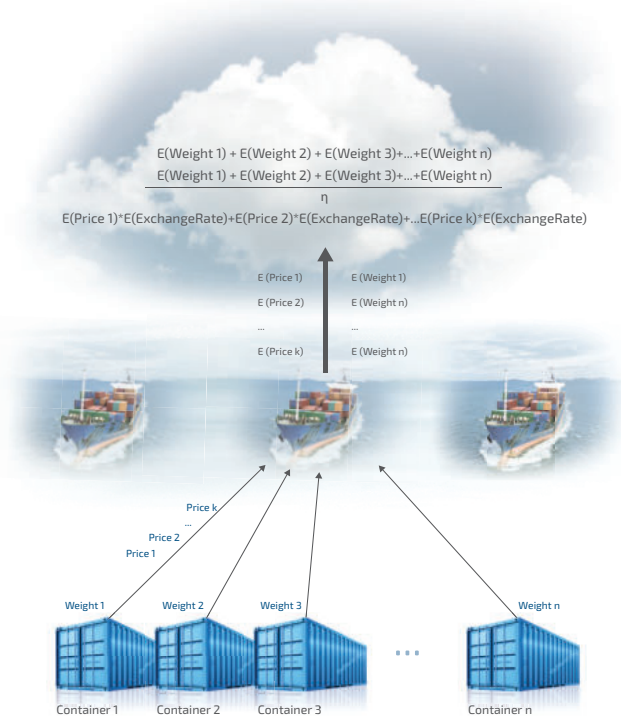 E(Weight 1) + E(Weight 2) + E(Weight 3)+...+E(Weight n)
E(Weight 1) + E(Weight 2) + E(Weight 3)+...+E(Weight n)
η
E(Price 1)*E(ExchangeRate)+E(Price 2)*E(ExchangeRate)+...E(Price k)*E(ExchangeRate)
E (Price 1) E (Weight 1)
E (Price 2) E (Weight n)
... ...
E (Price k) E (Weight n)
Price k
...
Price 2
Price 1
Weight 1 Weight 2 Weight 3 Weight n
...
Container 1 Container 2 Container 3 Container n